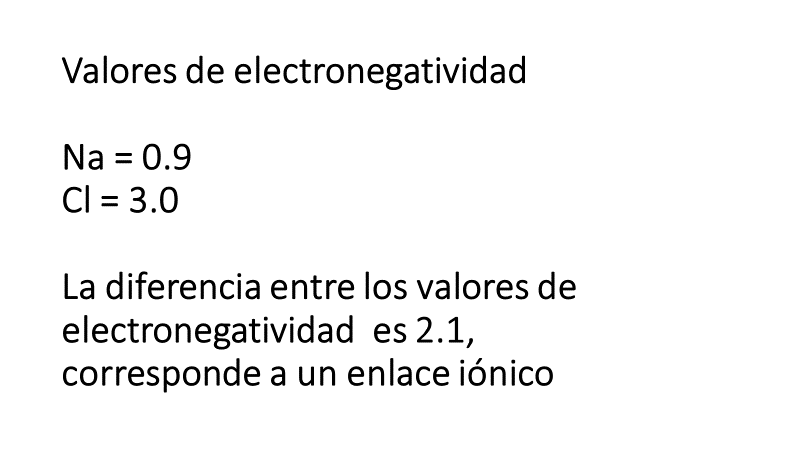 Valores de electronegatividad
Na = 0.9
Cl = 3.0
La diferencia entre los valores de
electronegatividad  es 2.1,
corresponde a un enlace iónico